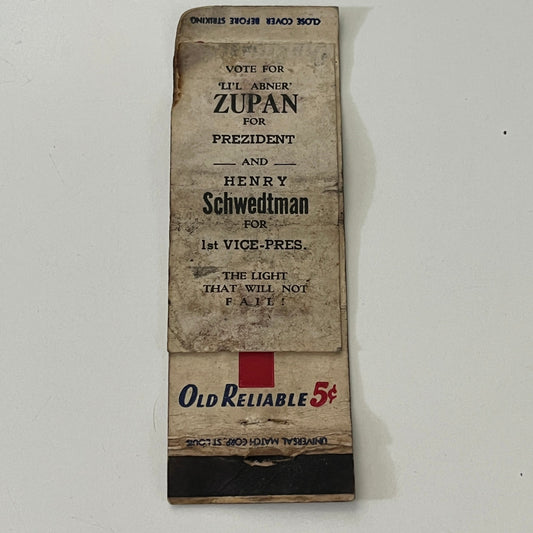 CLOSE COVER BEFORE STRIKING
VOTE FOR
'LI'L ABNER'
ZUPAN
FOR
PREZIDENT
— AND —
HENRY
Schwedtman
FOR
1st VICE-PRES.
THE LIGHT
THAT WILL NOT
FAIL!
OLD RELIABLE 5¢
UNIVERSAL MATCH CORP. ST. LOUIS